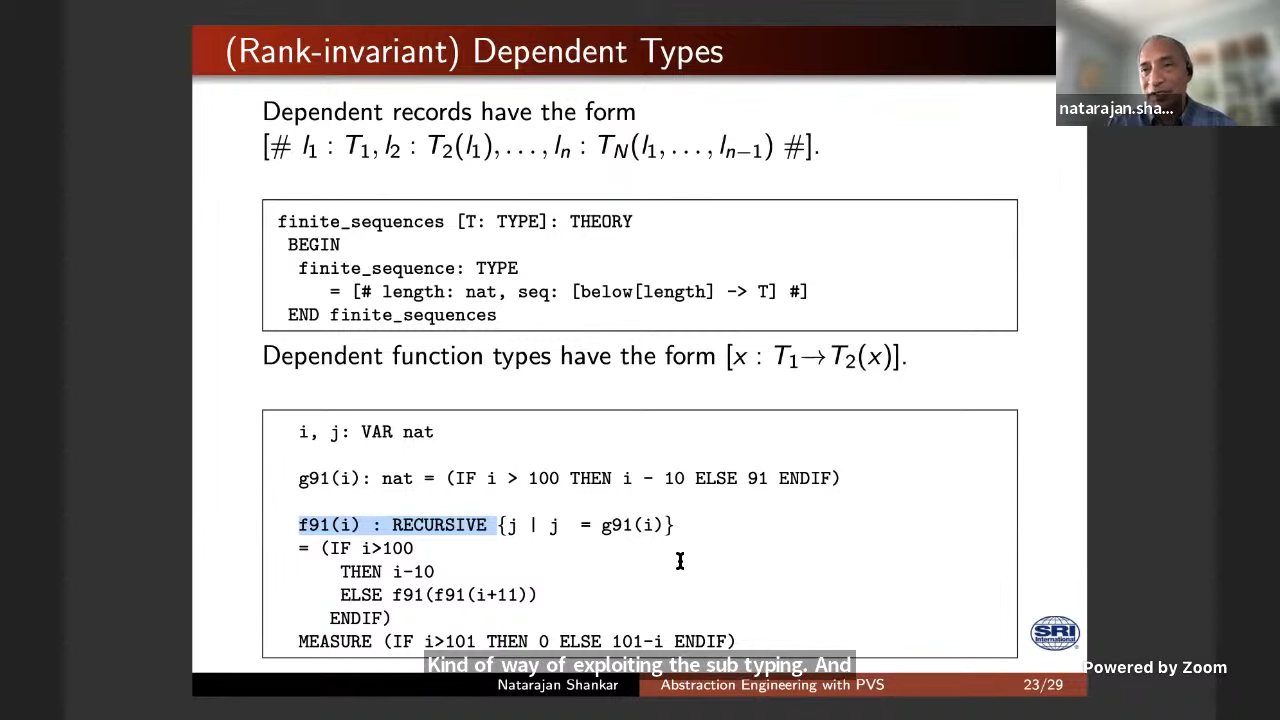 (Rank-invariant) Dependent Types
natarajan.sha...
Dependent records have the form
[# l₁ : T₁, l₂ : T₂(l₁), . . . , lₙ : T_N(l₁, . . . , lₙ₋₁) #].
finite_sequences [T: TYPE]: THEORY
BEGIN
finite_sequence: TYPE
= [# length: nat, seq: [below[length] -> T] #]
END finite_sequences
Dependent function types have the form [x : T₁→T₂(x)].
i, j: VAR nat
g91(i): nat = (IF i > 100 THEN i - 10 ELSE 91 ENDIF)
f91(i) : RECURSIVE {j | j = g91(i)}
= (IF i>100
THEN i-10
ELSE f91(f91(i+11))
ENDIF)
MEASURE (IF i>101 THEN 0 ELSE 101-i ENDIF)
SRI
International
Kind of way of exploiting the sub typing. And
Powered by Zoom
Natarajan Shankar
Abstraction Engineering with PVS
23/29